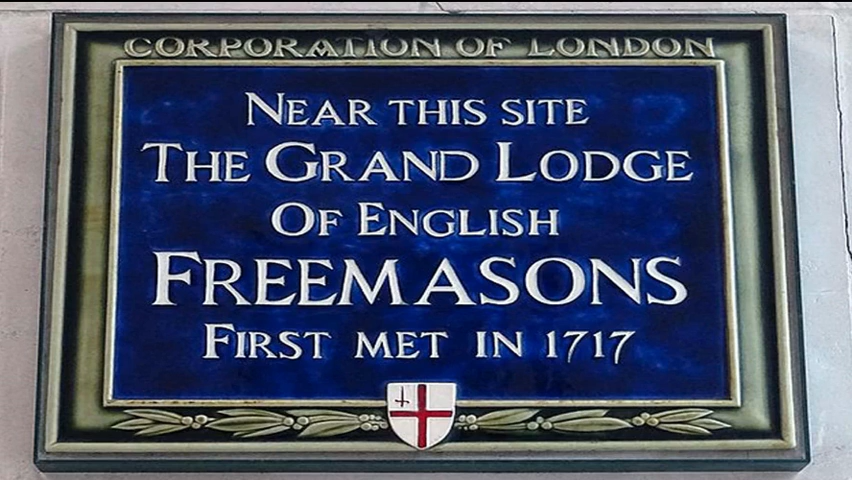 CORPORATION OF LONDON
NEAR THIS SITE
THE GRAND LODGE
OF ENGLISH
FREEMASONS
FIRST MET IN 1717